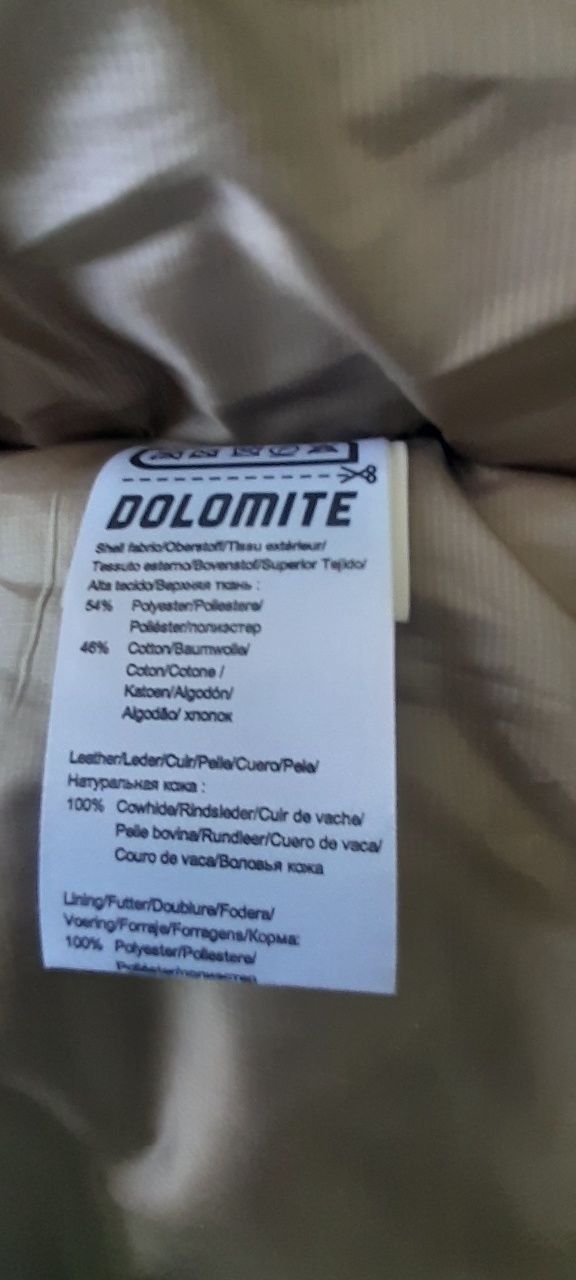 DOLOMITE
Shell fabric/Oberstoff/Tissu extérieur/
Tessuto esterno/Bovenstof/Superior Tejido/
Alta tecido/Верхняя ткань :
54% Polyester/Poliestere/
Poliéster/полиэстер
46% Cotton/Baumwolle/
Coton/Cotone /
Katoen/Algodón/
Algodão/ хлопок
Leather/Leder/Cuir/Pelle/Cuero/Pele/
Натуральная кожа :
100% Cowhide/Rindsleder/Cuir de vache/
Pelle bovina/Rundleer/Cuero de vaca/
Couro de vaca/Воловья кожа
Lining/Futter/Doublure/Fodera/
Voering/Forraje/Forragens/Корма:
100% Polyester/Poliestere/
Poliéster/полиэстер